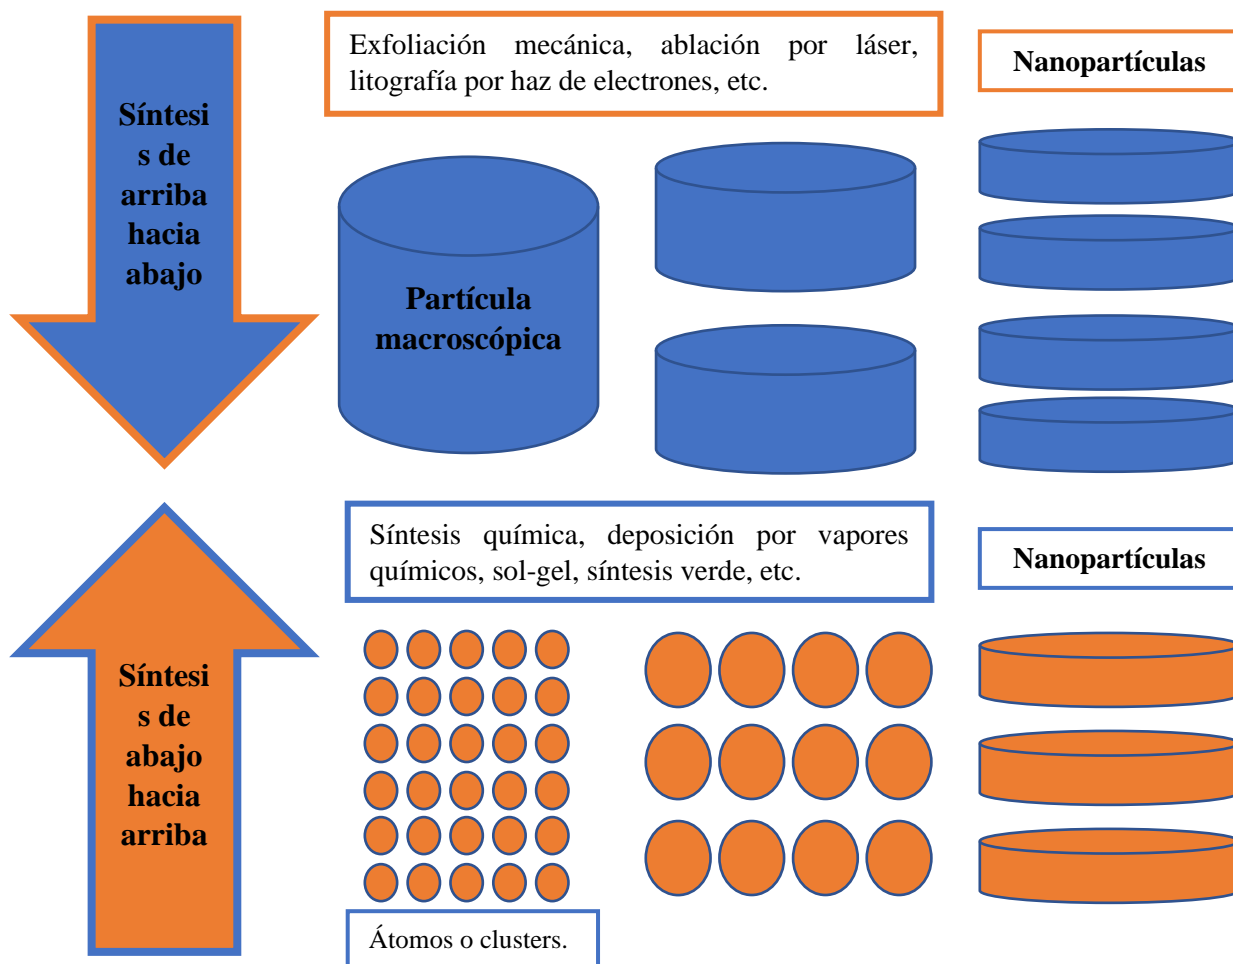 Exfoliación mecánica, ablación por láser,
litografía por haz de electrones, etc.
Nanopartículas
Síntesi
s de
arriba
hacia
abajo
Partícula
macroscópica
Síntesis química, deposición por vapores
químicos, sol-gel, síntesis verde, etc.
Nanopartículas
Síntesi
s de
abajo
hacia
arriba
Átomos o clusters.